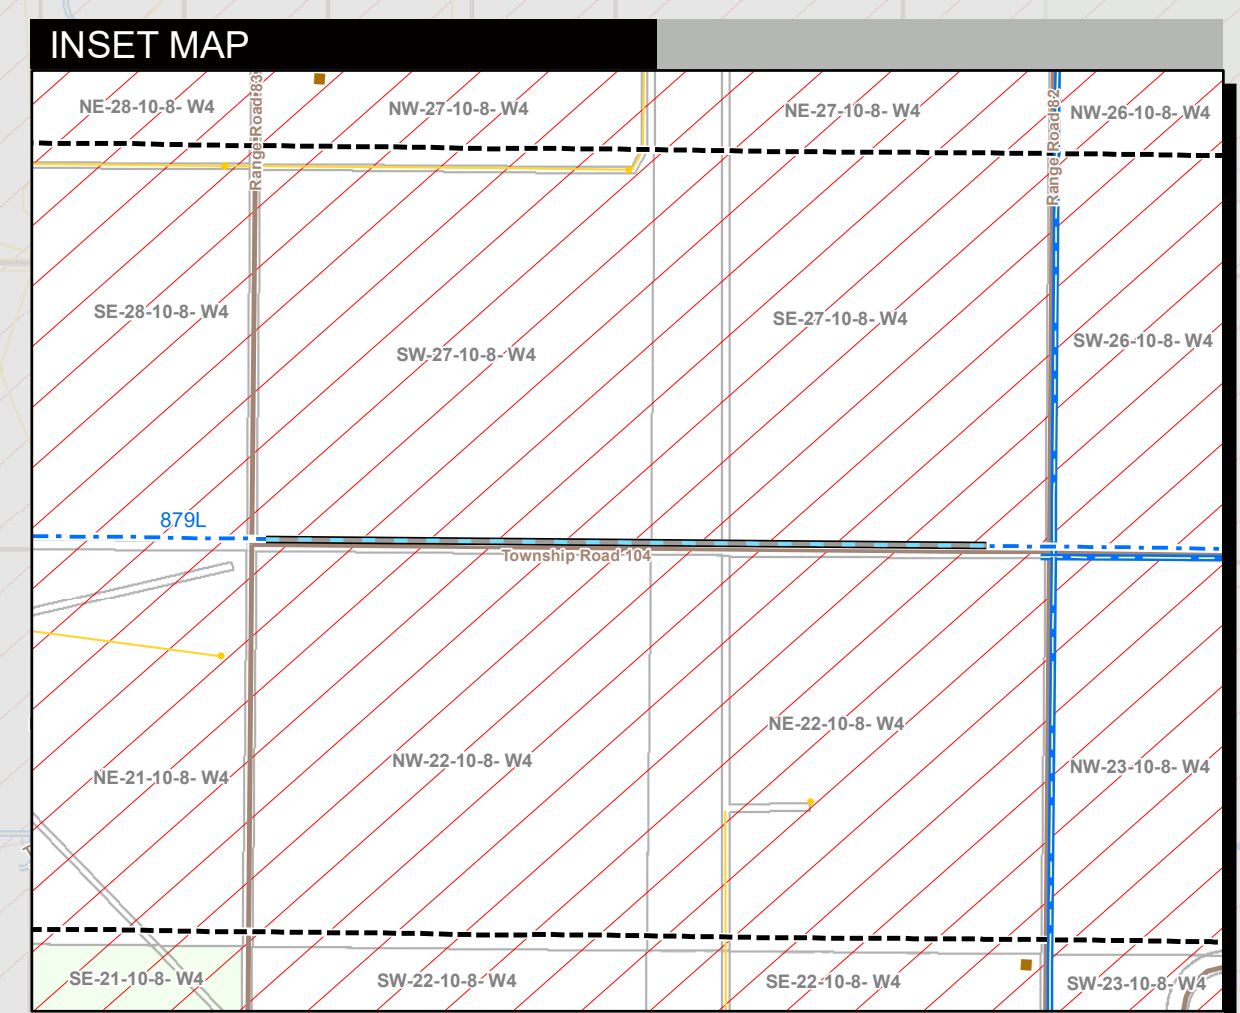 INSET MAP
NE-28-10-8- W4
Range Road 83
NW-27-10-8- W4
NE-27-10-8- W4
Range Road 82
NW-26-10-8- W4
SE-28-10-8- W4
SW-27-10-8- W4
SE-27-10-8- W4
SW-26-10-8- W4
879L
Township Road 104
NE-21-10-8- W4
NW-22-10-8- W4
NE-22-10-8- W4
NW-23-10-8- W4
SE-21-10-8- W4
SW-22-10-8- W4
SE-22-10-8- W4
SW-23-10-8- W4